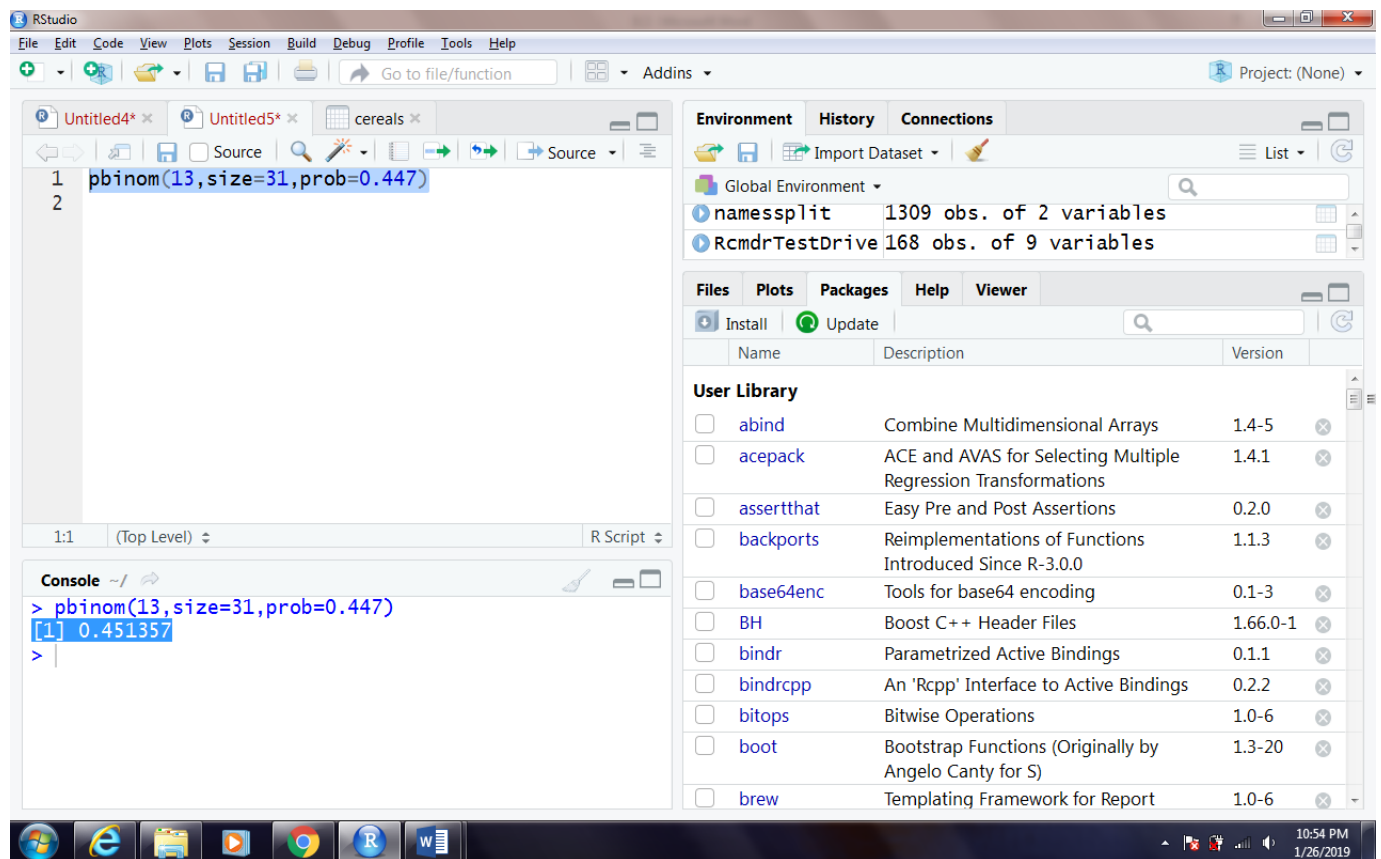 RStudio
File Edit Code View Plots Session Build Debug Profile Tools Help
Go to file/function
Addins
Project: (None)
Untitled4*
Untitled5*
cereals
Source
Source
1 pbinom(13,size=31,prob=0.447)
2
1:1 (Top Level) R Script
Console ~/
> pbinom(13,size=31,prob=0.447)
[1] 0.451357
>
Environment History Connections
Import Dataset
List
Global Environment
namessplit 1309 obs. of 2 variables
RcmdrTestDrive 168 obs. of 9 variables
Files Plots Packages Help Viewer
Install Update
Name Description Version
User Library
abind Combine Multidimensional Arrays 1.4-5
acepack ACE and AVAS for Selecting Multiple 1.4.1
Regression Transformations
assertthat Easy Pre and Post Assertions 0.2.0
backports Reimplementations of Functions 1.1.3
Introduced Since R-3.0.0
base64enc Tools for base64 encoding 0.1-3
BH Boost C++ Header Files 1.66.0-1
bindr Parametrized Active Bindings 0.1.1
bindrcpp An 'Rcpp' Interface to Active Bindings 0.2.2
bitops Bitwise Operations 1.0-6
boot Bootstrap Functions (Originally by 1.3-20
Angelo Canty for S)
brew Templating Framework for Report 1.0-6
10:54 PM
1/26/2019